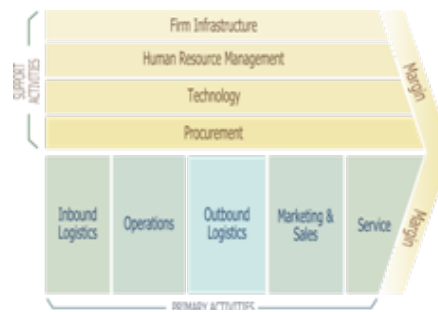 Firm Infrastructure
SUPPORT
ACTIVITIES
Human Resource Management
Technology
Procurement
Margin
Inbound
Logistics
Operations
Outbound
Logistics
Marketing &
Sales
Service
Margin
PRIMARY ACTIVITIES